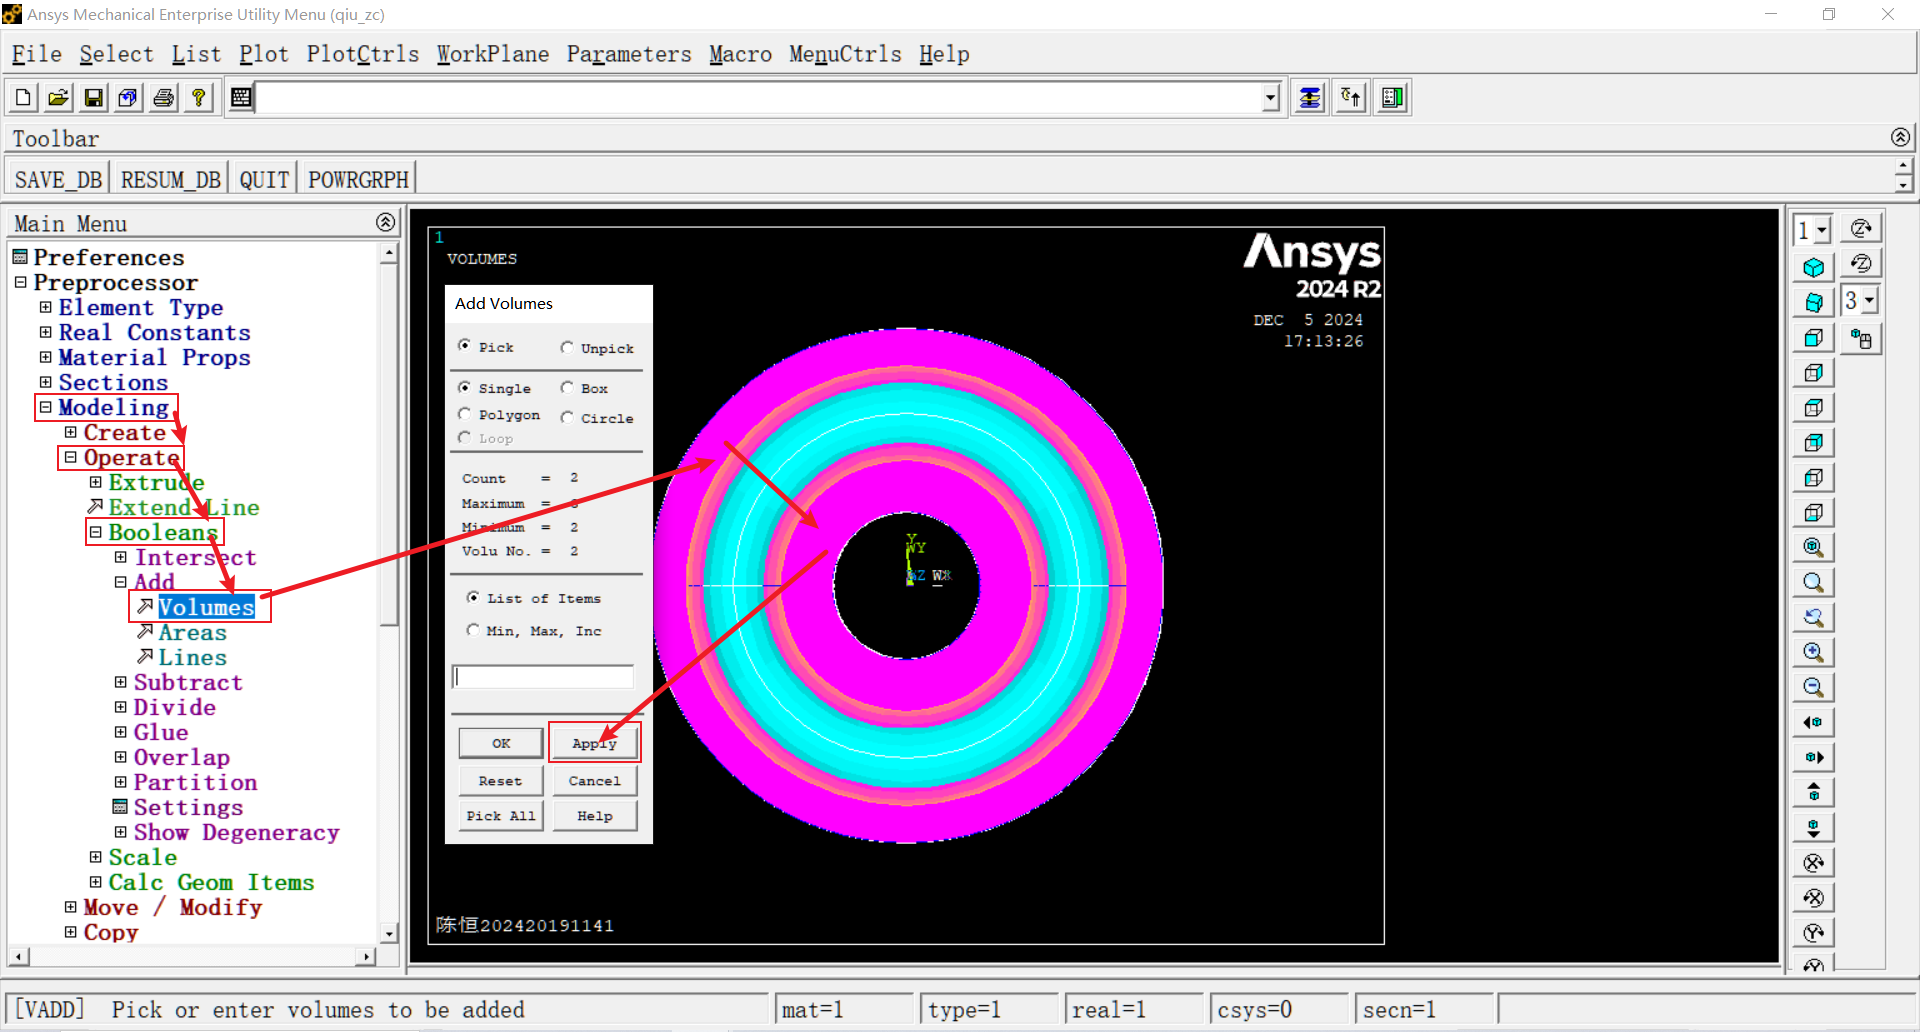 Ansys Mechanical Enterprise Utility Menu (qiu_zc)
File Select List Plot PlotCtrls WorkPlane Parameters Macro MenuCtrls Help
Toolbar
SAVE_DB RESUM_DB QUIT POWRGRPH
Main Menu
Preferences
Preprocessor
Element Type
Real Constants
Material Props
Sections
Modeling
Create
Operate
Extrude
Extend Line
Booleans
Intersect
Add
Volumes
Areas
Lines
Subtract
Divide
Glue
Overlap
Partition
Settings
Show Degeneracy
Scale
Calc Geom Items
Move / Modify
Copy
1
VOLUMES
Ansys
2024 R2
DEC 5 2024
17:13:26
Add Volumes
Pick Unpick
Single Box
Polygon Circle
Loop
Count = 2
Maximum =
Minimum = 2
Volu No. = 2
List of Items
Min, Max, Inc
OK Apply
Reset Cancel
Pick All Help
Y
WY
WX
陈恒202420191141
1
3
[VADD] Pick or enter volumes to be added
mat=1 type=1 real=1 csys=0 secn=1